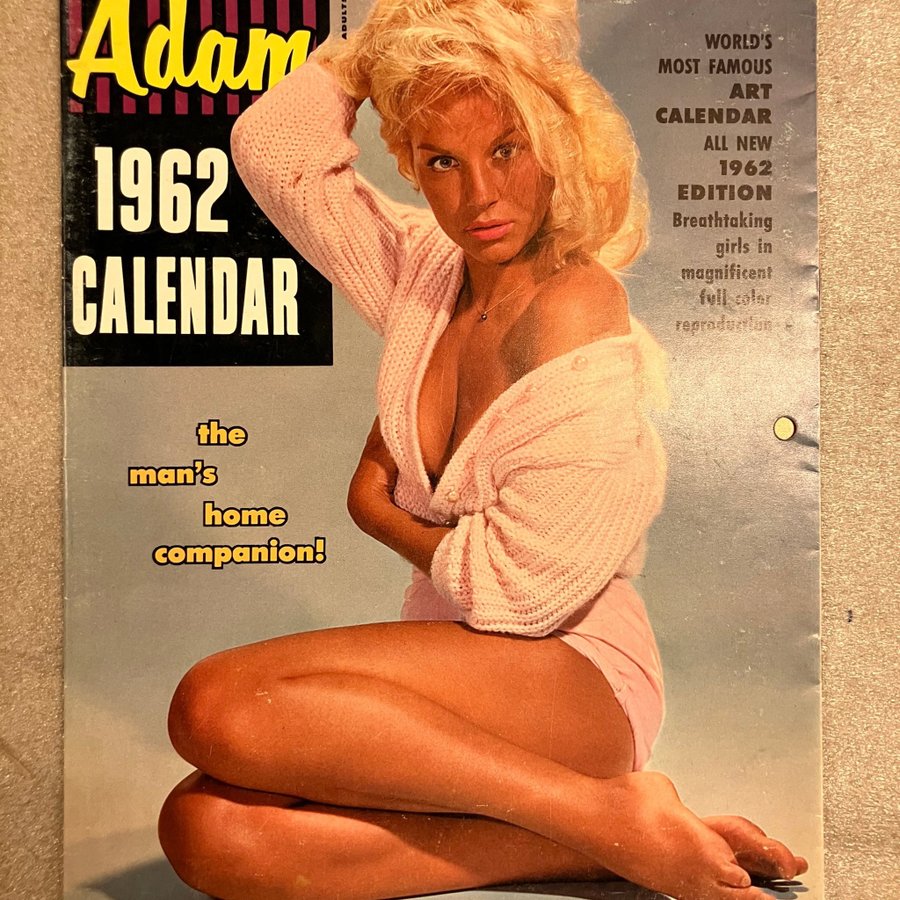 Adam
1962
CALENDAR
the
man's
home
companion!
WORLD'S
MOST FAMOUS
ART
CALENDAR
ALL NEW
1962
EDITION
Breathtaking
girls in
magnificent
full color
reproduction